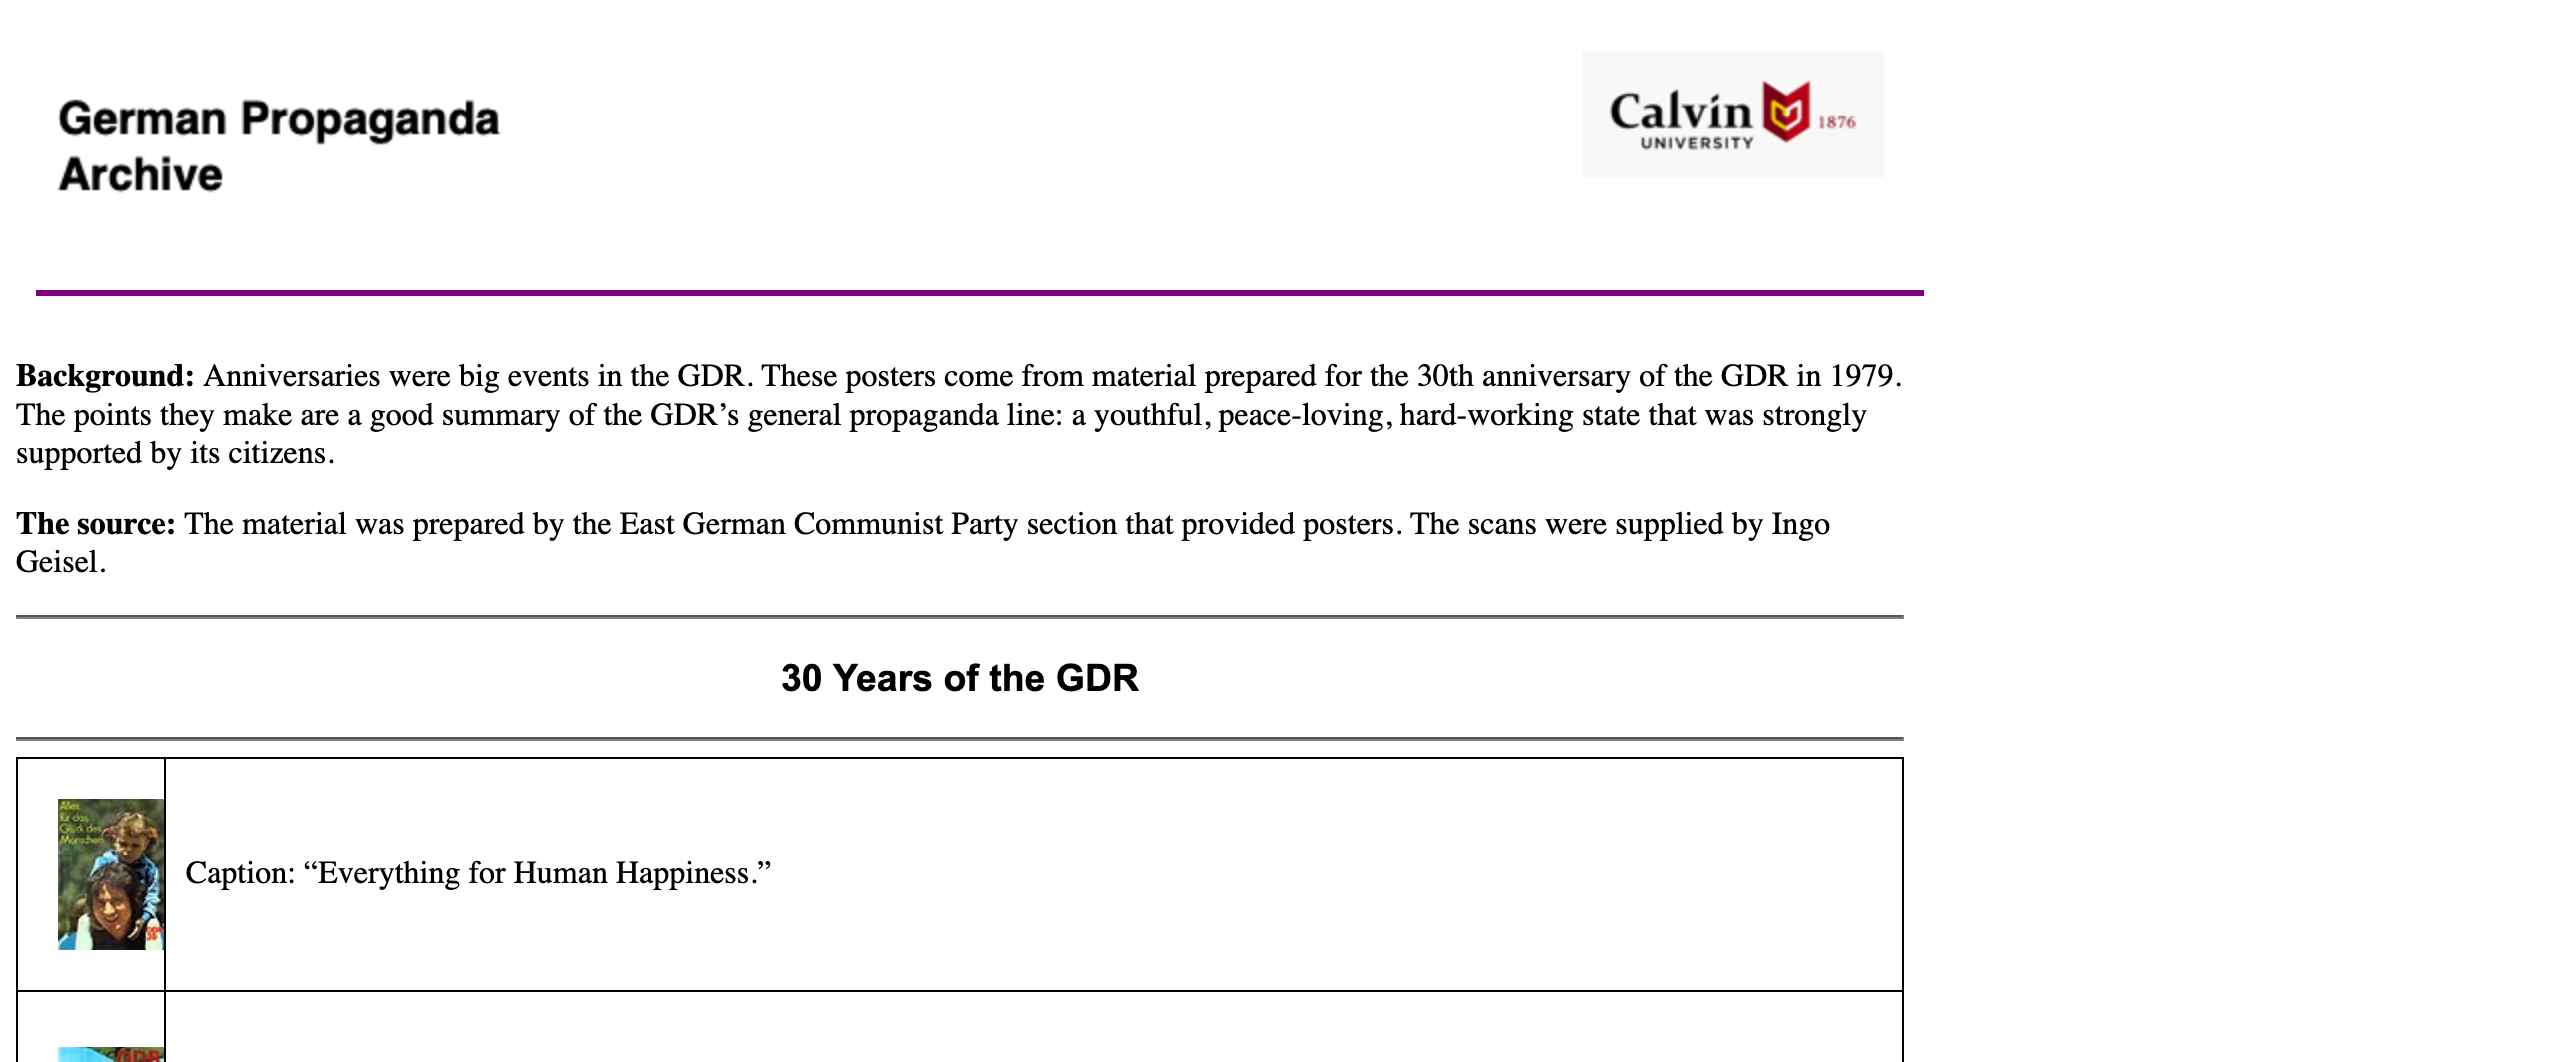 German Propaganda
Archive
Calvin
1876
UNIVERSITY
Background: Anniversaries were big events in the GDR. These posters come from material prepared for the 30th anniversary of the GDR in 1979.
The points they make are a good summary of the GDR’s general propaganda line: a youthful, peace-loving, hard-working state that was strongly
supported by its citizens.
The source: The material was prepared by the East German Communist Party section that provided posters. The scans were supplied by Ingo
Geisel.
30 Years of the GDR
Alles
für das
Glück des
Menschen
Caption: “Everything for Human Happiness.”
GDR